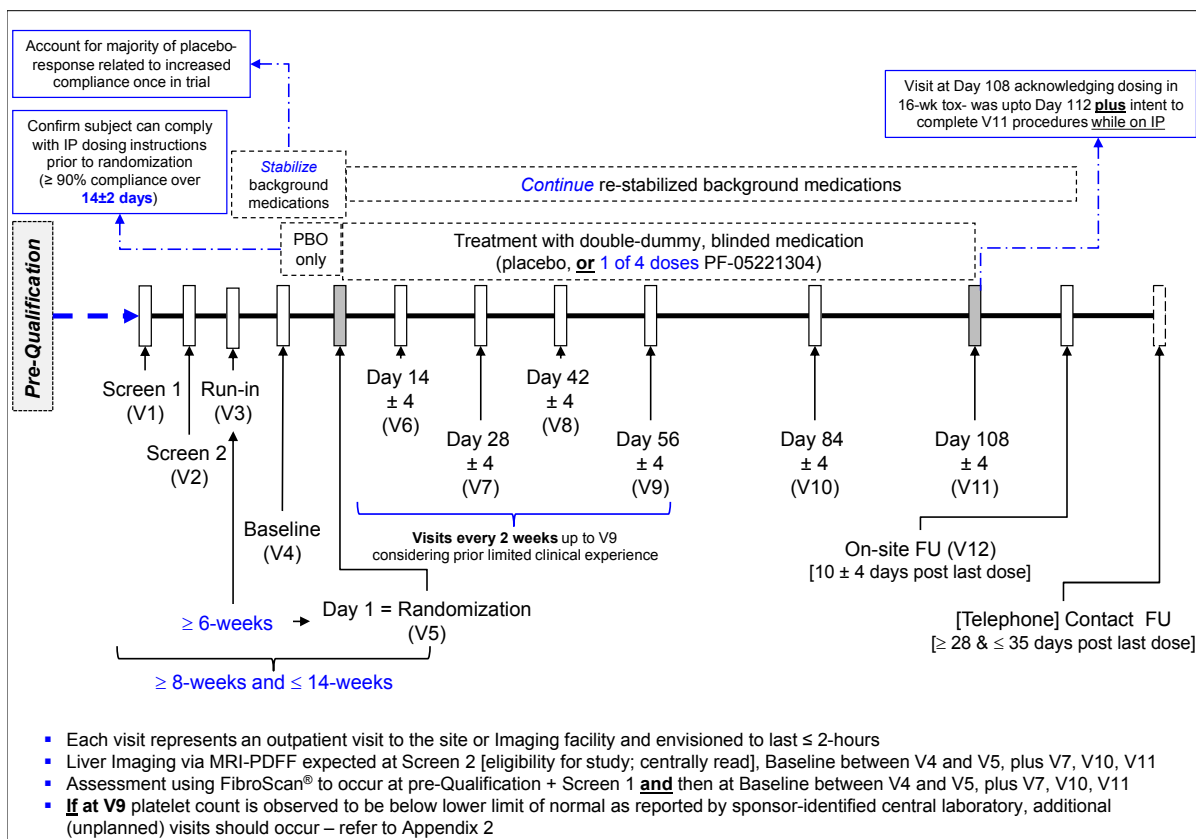 Account for majority of placebo-
response related to increased
compliance once in trial
Visit at Day 108 acknowledging dosing in
16-wk tox- was upto Day 112 plus intent to
complete V11 procedures while on IP
Confirm subject can comply
with IP dosing instructions
prior to randomization
(≥ 90% compliance over
14±2 days)
Stabilize
background
medications
Continue re-stabilized background medications
PBO
only
Treatment with double-dummy, blinded medication
(placebo, or 1 of 4 doses PF-05221304)
Pre-Qualification
Screen 1
(V1)
Screen 2
(V2)
Run-in
(V3)
Baseline
(V4)
Day 1 = Randomization
(V5)
Day 14
± 4
(V6)
Day 28
± 4
(V7)
Day 42
± 4
(V8)
Day 56
± 4
(V9)
Day 84
± 4
(V10)
Day 108
± 4
(V11)
Visits every 2 weeks up to V9
considering prior limited clinical experience
On-site FU (V12)
[10 ± 4 days post last dose]
[Telephone] Contact FU
[≥ 28 & ≤ 35 days post last dose]
≥ 6-weeks
≥ 8-weeks and ≤ 14-weeks
▪ Each visit represents an outpatient visit to the site or Imaging facility and envisioned to last ≤ 2-hours
▪ Liver Imaging via MRI-PDFF expected at Screen 2 [eligibility for study; centrally read], Baseline between V4 and V5, plus V7, V10, V11
▪ Assessment using FibroScan® to occur at pre-Qualification + Screen 1 and then at Baseline between V4 and V5, plus V7, V10, V11
▪ If at V9 platelet count is observed to be below lower limit of normal as reported by sponsor-identified central laboratory, additional
(unplanned) visits should occur – refer to Appendix 2